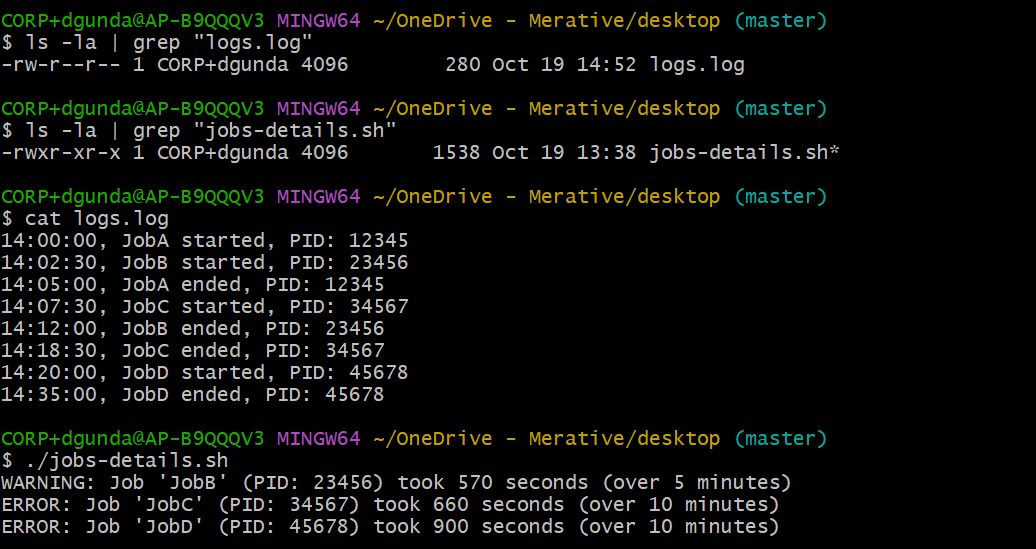 CORP+dgunda@AP-B9QQQV3 MINGW64 ~/OneDrive - Merative/desktop (master)
$ ls -la | grep "logs.log"
-rw-r--r-- 1 CORP+dgunda 4096        280 Oct 19 14:52 logs.log

CORP+dgunda@AP-B9QQQV3 MINGW64 ~/OneDrive - Merative/desktop (master)
$ ls -la | grep "jobs-details.sh"
-rwxr-xr-x 1 CORP+dgunda 4096       1538 Oct 19 13:38 jobs-details.sh*

CORP+dgunda@AP-B9QQQV3 MINGW64 ~/OneDrive - Merative/desktop (master)
$ cat logs.log
14:00:00, JobA started, PID: 12345
14:02:30, JobB started, PID: 23456
14:05:00, JobA ended, PID: 12345
14:07:30, JobC started, PID: 34567
14:12:00, JobB ended, PID: 23456
14:18:30, JobC ended, PID: 34567
14:20:00, JobD started, PID: 45678
14:35:00, JobD ended, PID: 45678

CORP+dgunda@AP-B9QQQV3 MINGW64 ~/OneDrive - Merative/desktop (master)
$ ./jobs-details.sh
WARNING: Job 'JobB' (PID: 23456) took 570 seconds (over 5 minutes)
ERROR: Job 'JobC' (PID: 34567) took 660 seconds (over 10 minutes)
ERROR: Job 'JobD' (PID: 45678) took 900 seconds (over 10 minutes)